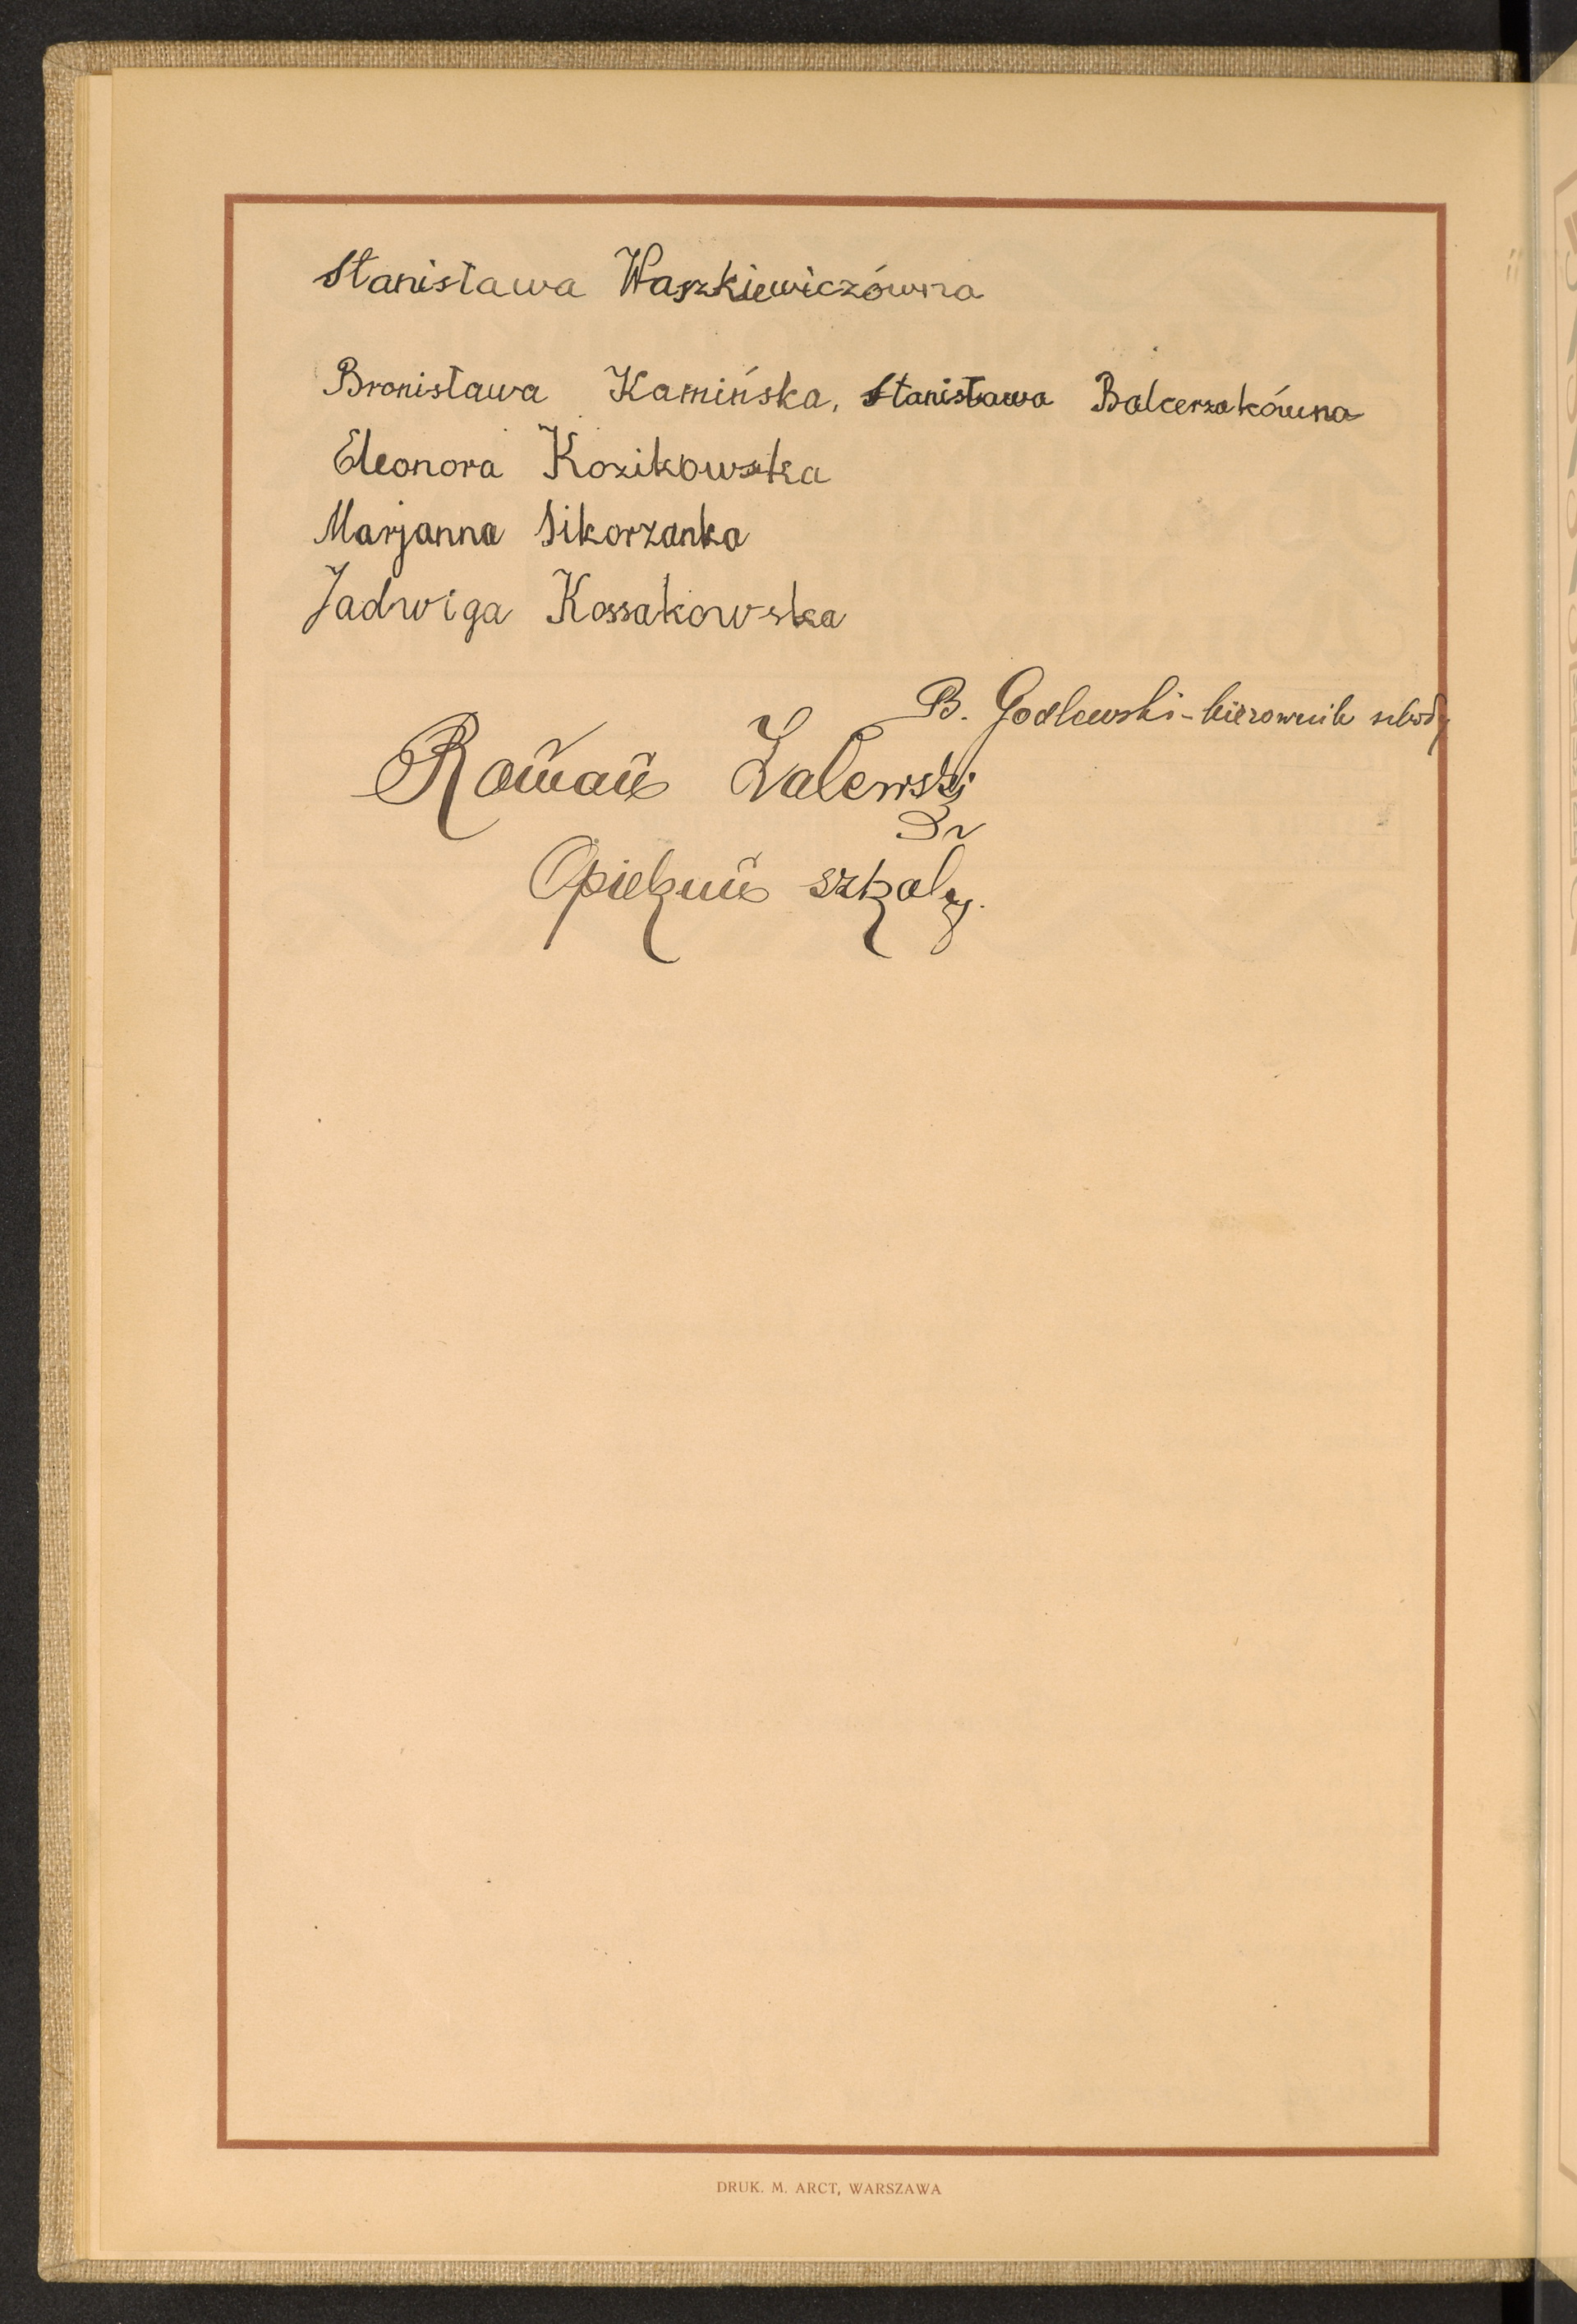 Stanisława Waszkiewiczówna
Bronisława Kamińska, Stanisława Balcerzakówna
Eleonora Kozikowska
Marjanna Sikorzanka
Jadwiga Kossakowska
B. Godlewski - kierownik szkoły
Roman Zalewski
Opiekun szkoły.
DRUK. M. ARCT, WARSZAWA